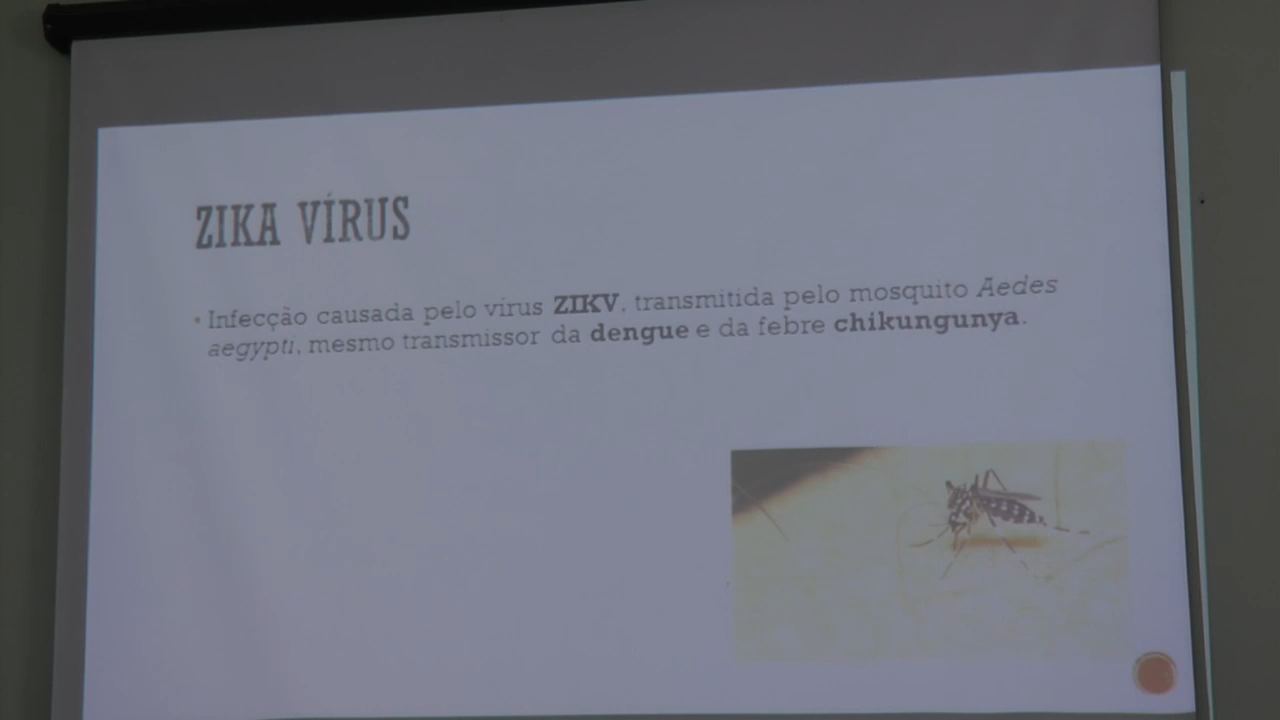 ZIKA VÍRUS
• Infecção causada pelo vírus ZIKV, transmitida pelo mosquito Aedes
aegypti, mesmo transmissor da dengue e da febre chikungunya.